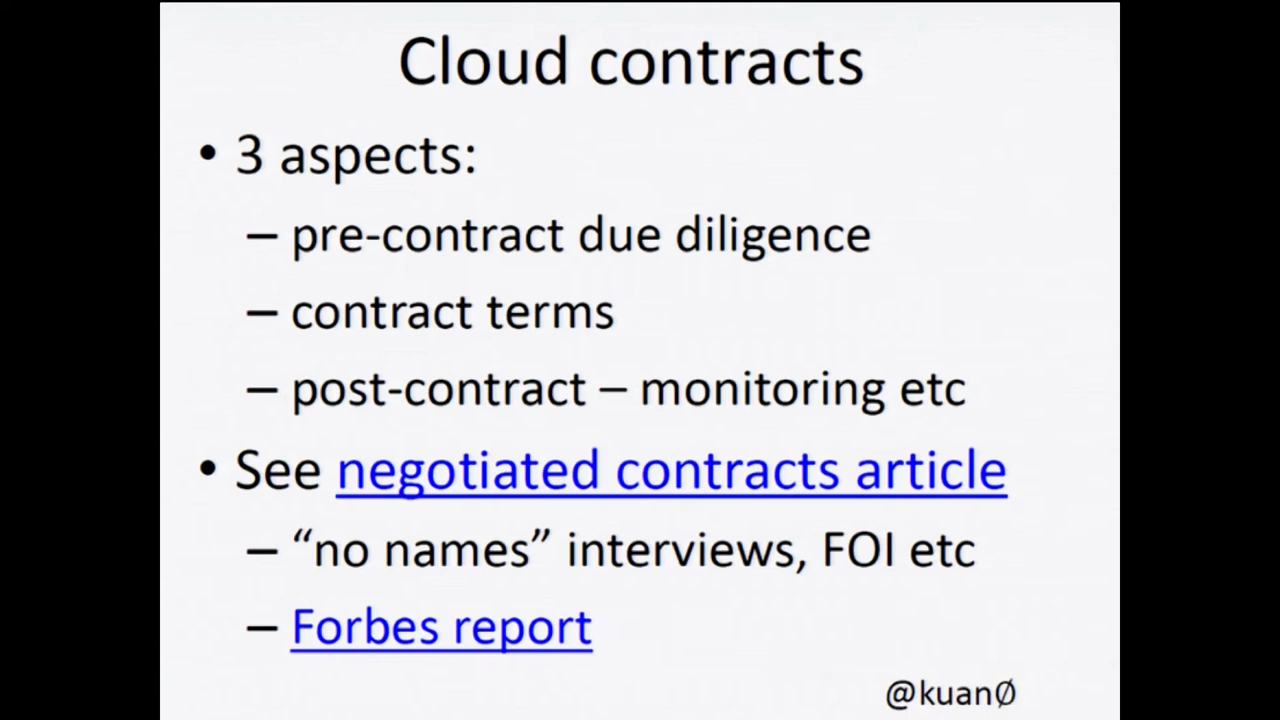 Cloud contracts
• 3 aspects:
– pre-contract due diligence
– contract terms
– post-contract – monitoring etc
• See negotiated contracts article
– “no names” interviews, FOI etc
– Forbes report
@kuanØ